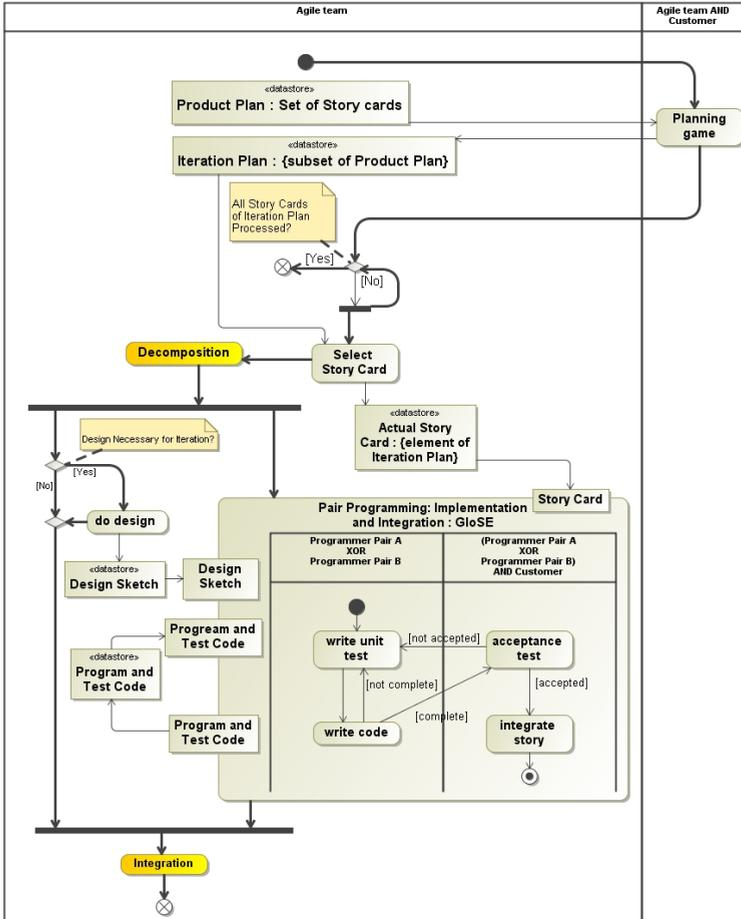 Agile team
Agile team AND
Customer
«datastore»
Product Plan : Set of Story cards
Planning
game
«datastore»
Iteration Plan : {subset of Product Plan}
All Story Cards
of Iteration Plan
Processed?
[Yes]
[No]
Decomposition
Select
Story Card
«datastore»
Actual Story
Card : {element of
Iteration Plan}
Design Necessary for Iteration?
[Yes]
[No]
Story Card
do design
Pair Programming: Implementation
and Integration : GloSE
Programmer Pair A
XOR
Programmer Pair B
(Programmer Pair A
XOR
Programmer Pair B)
AND Customer
«datastore»
Design Sketch
Design
Sketch
Progream and
Test Code
«datastore»
Program and
Test Code
Program and
Test Code
write unit
test
[not accepted]
acceptance
test
[not complete]
[accepted]
[complete]
write code
integrate
story
Integration